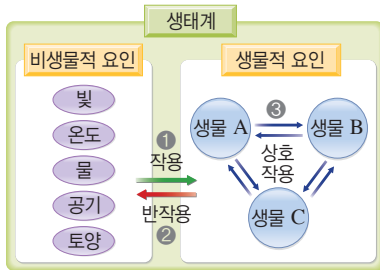 생태계
비생물적 요인
빛
온도
물
공기
토양
❶
작용
반작용
❷
생물적 요인
❸
생물 A
생물 B
상호
작용
생물 C